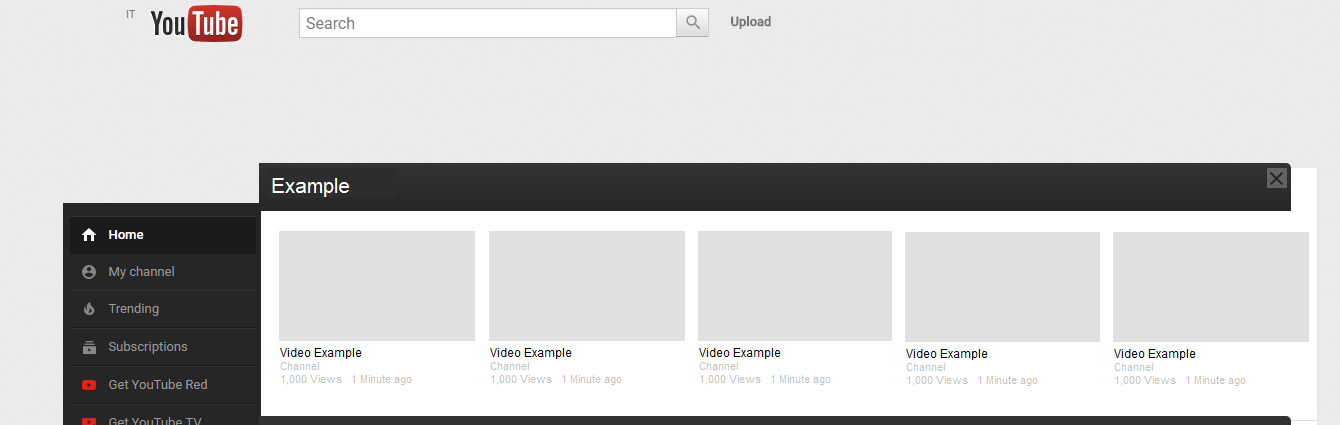 IT
YouTube
Search
Upload
Example
Home
My channel
Trending
Subscriptions
Get YouTube Red
Get YouTube TV
Video Example
Channel
1,000 Views 1 Minute ago
Video Example
Channel
1,000 Views 1 Minute ago
Video Example
Channel
1,000 Views 1 Minute ago
Video Example
Channel
1,000 Views 1 Minute ago
Video Example
Channel
1,000 Views 1 Minute ago